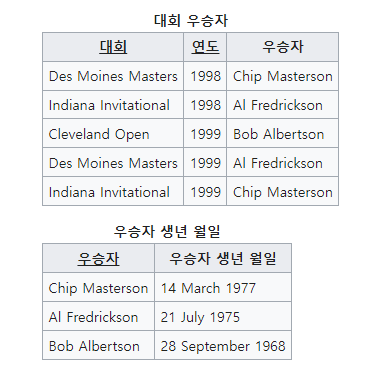 대회 우승자
대회 연도 우승자
Des Moines Masters 1998 Chip Masterson
Indiana Invitational 1998 Al Fredrickson
Cleveland Open 1999 Bob Albertson
Des Moines Masters 1999 Al Fredrickson
Indiana Invitational 1999 Chip Masterson
우승자 생년 월일
우승자 우승자 생년 월일
Chip Masterson 14 March 1977
Al Fredrickson 21 July 1975
Bob Albertson 28 September 1968